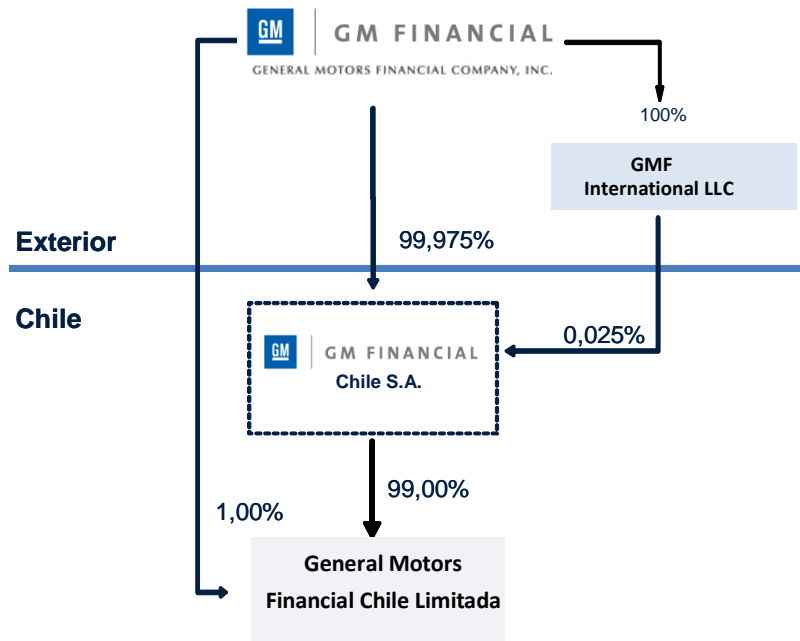 GM GM FINANCIAL
GENERAL MOTORS FINANCIAL COMPANY, INC.
100%
GMF
International LLC
Exterior
99,975%
Chile
0,025%
GM GM FINANCIAL
Chile S.A.
99,00%
1,00%
General Motors
Financial Chile Limitada